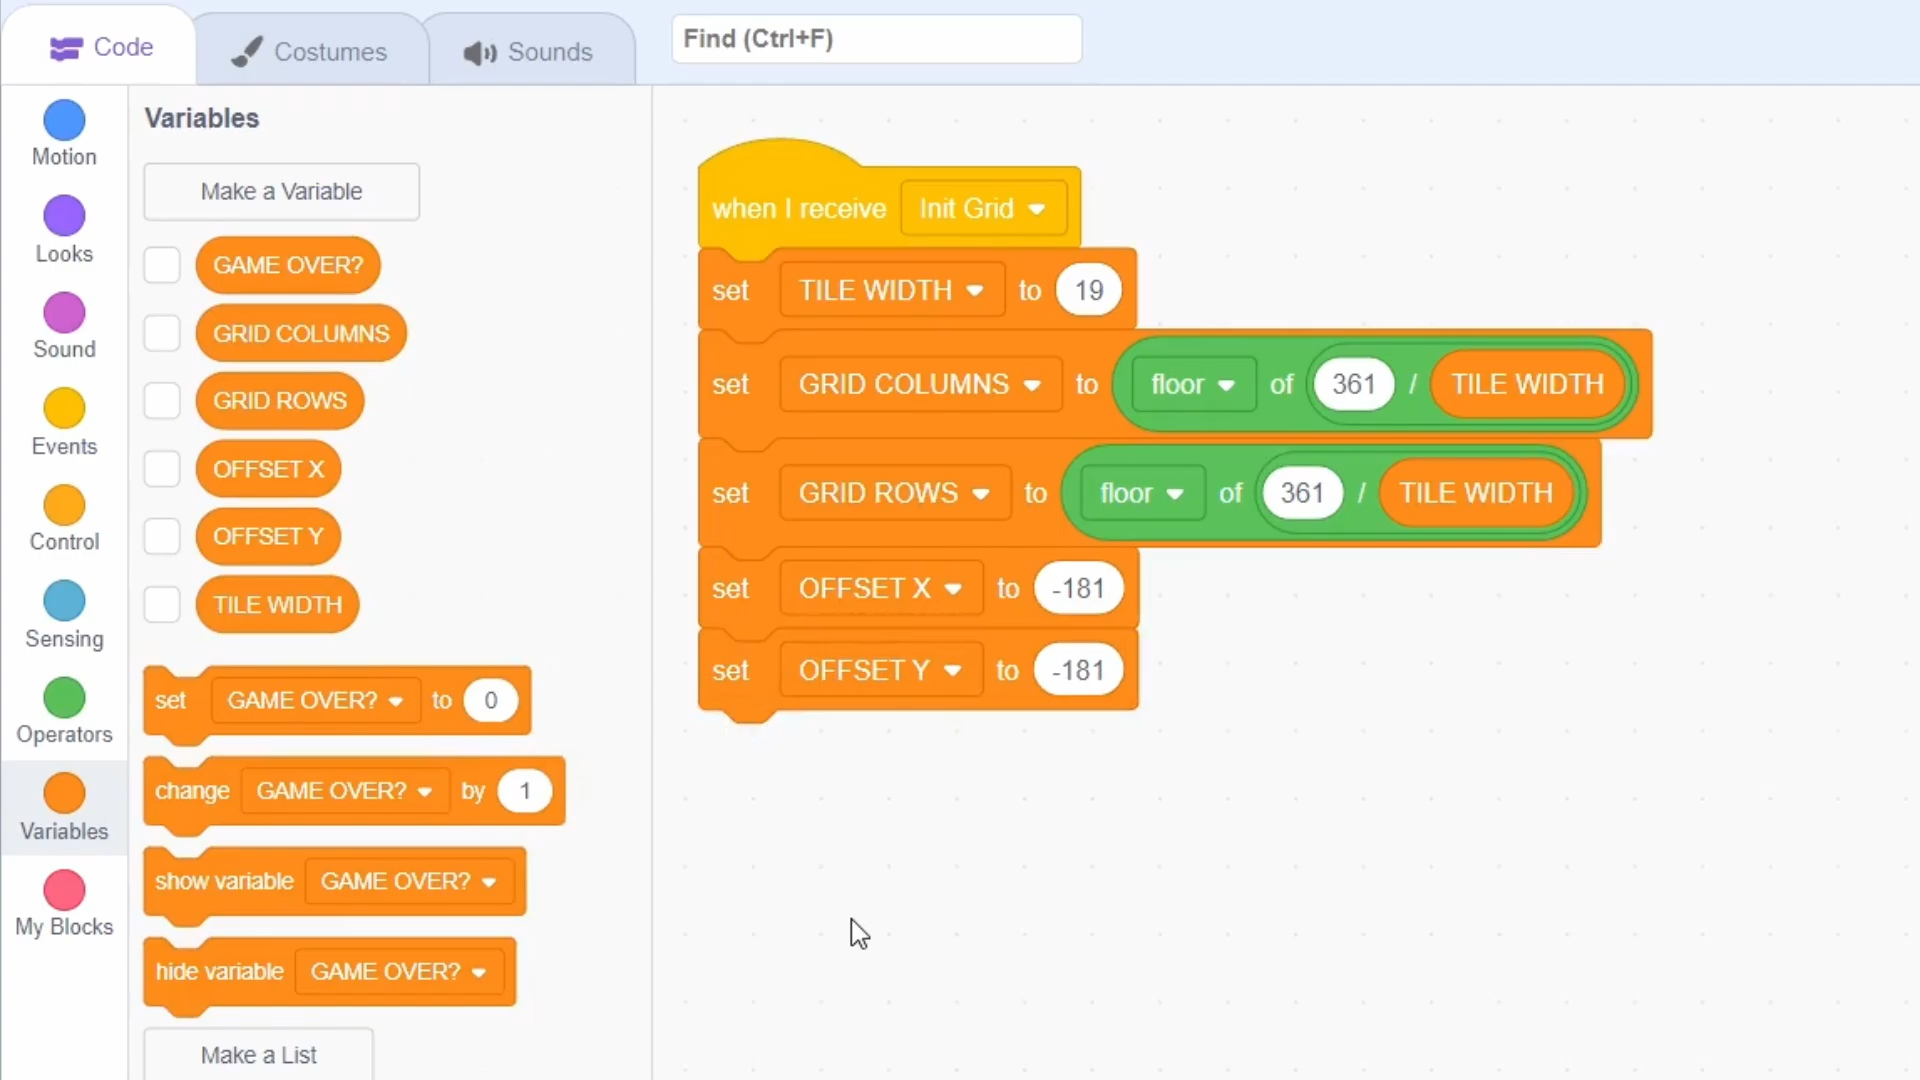 Code
Costumes
Sounds
Find (Ctrl+F)
Motion
Looks
Sound
Events
Control
Sensing
Operators
Variables
My Blocks
Variables
Make a Variable
GAME OVER?
GRID COLUMNS
GRID ROWS
OFFSET X
OFFSET Y
TILE WIDTH
set GAME OVER? to 0
change GAME OVER? by 1
show variable GAME OVER?
hide variable GAME OVER?
Make a List
when I receive Init Grid
set TILE WIDTH to 19
set GRID COLUMNS to floor of 361 / TILE WIDTH
set GRID ROWS to floor of 361 / TILE WIDTH
set OFFSET X to -181
set OFFSET Y to -181